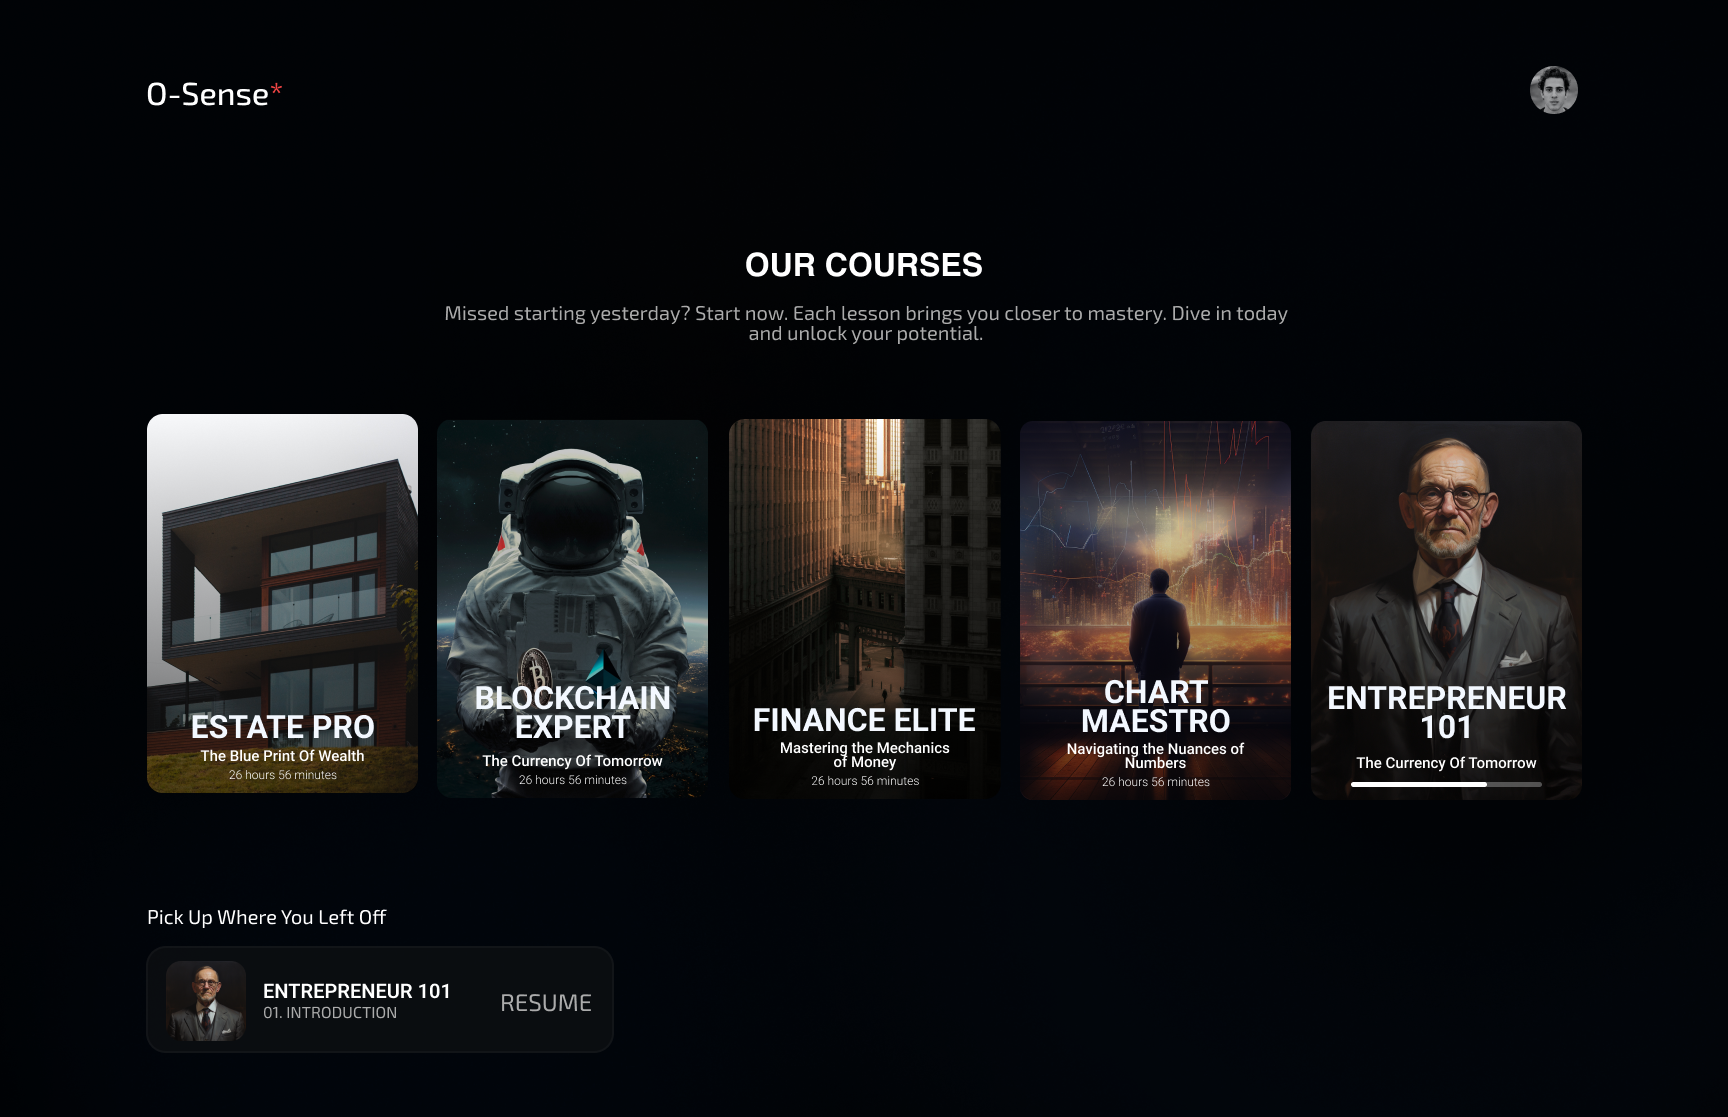 O-Sense*
OUR COURSES
Missed starting yesterday? Start now. Each lesson brings you closer to mastery. Dive in today
and unlock your potential.
ESTATE PRO
The Blue Print Of Wealth
26 hours 56 minutes
BLOCKCHAIN
EXPERT
The Currency Of Tomorrow
26 hours 56 minutes
FINANCE ELITE
Mastering the Mechanics
of Money
26 hours 56 minutes
CHART
MAESTRO
Navigating the Nuances of
Numbers
26 hours 56 minutes
ENTREPRENEUR
101
The Currency Of Tomorrow
Pick Up Where You Left Off
ENTREPRENEUR 101
01. INTRODUCTION
RESUME